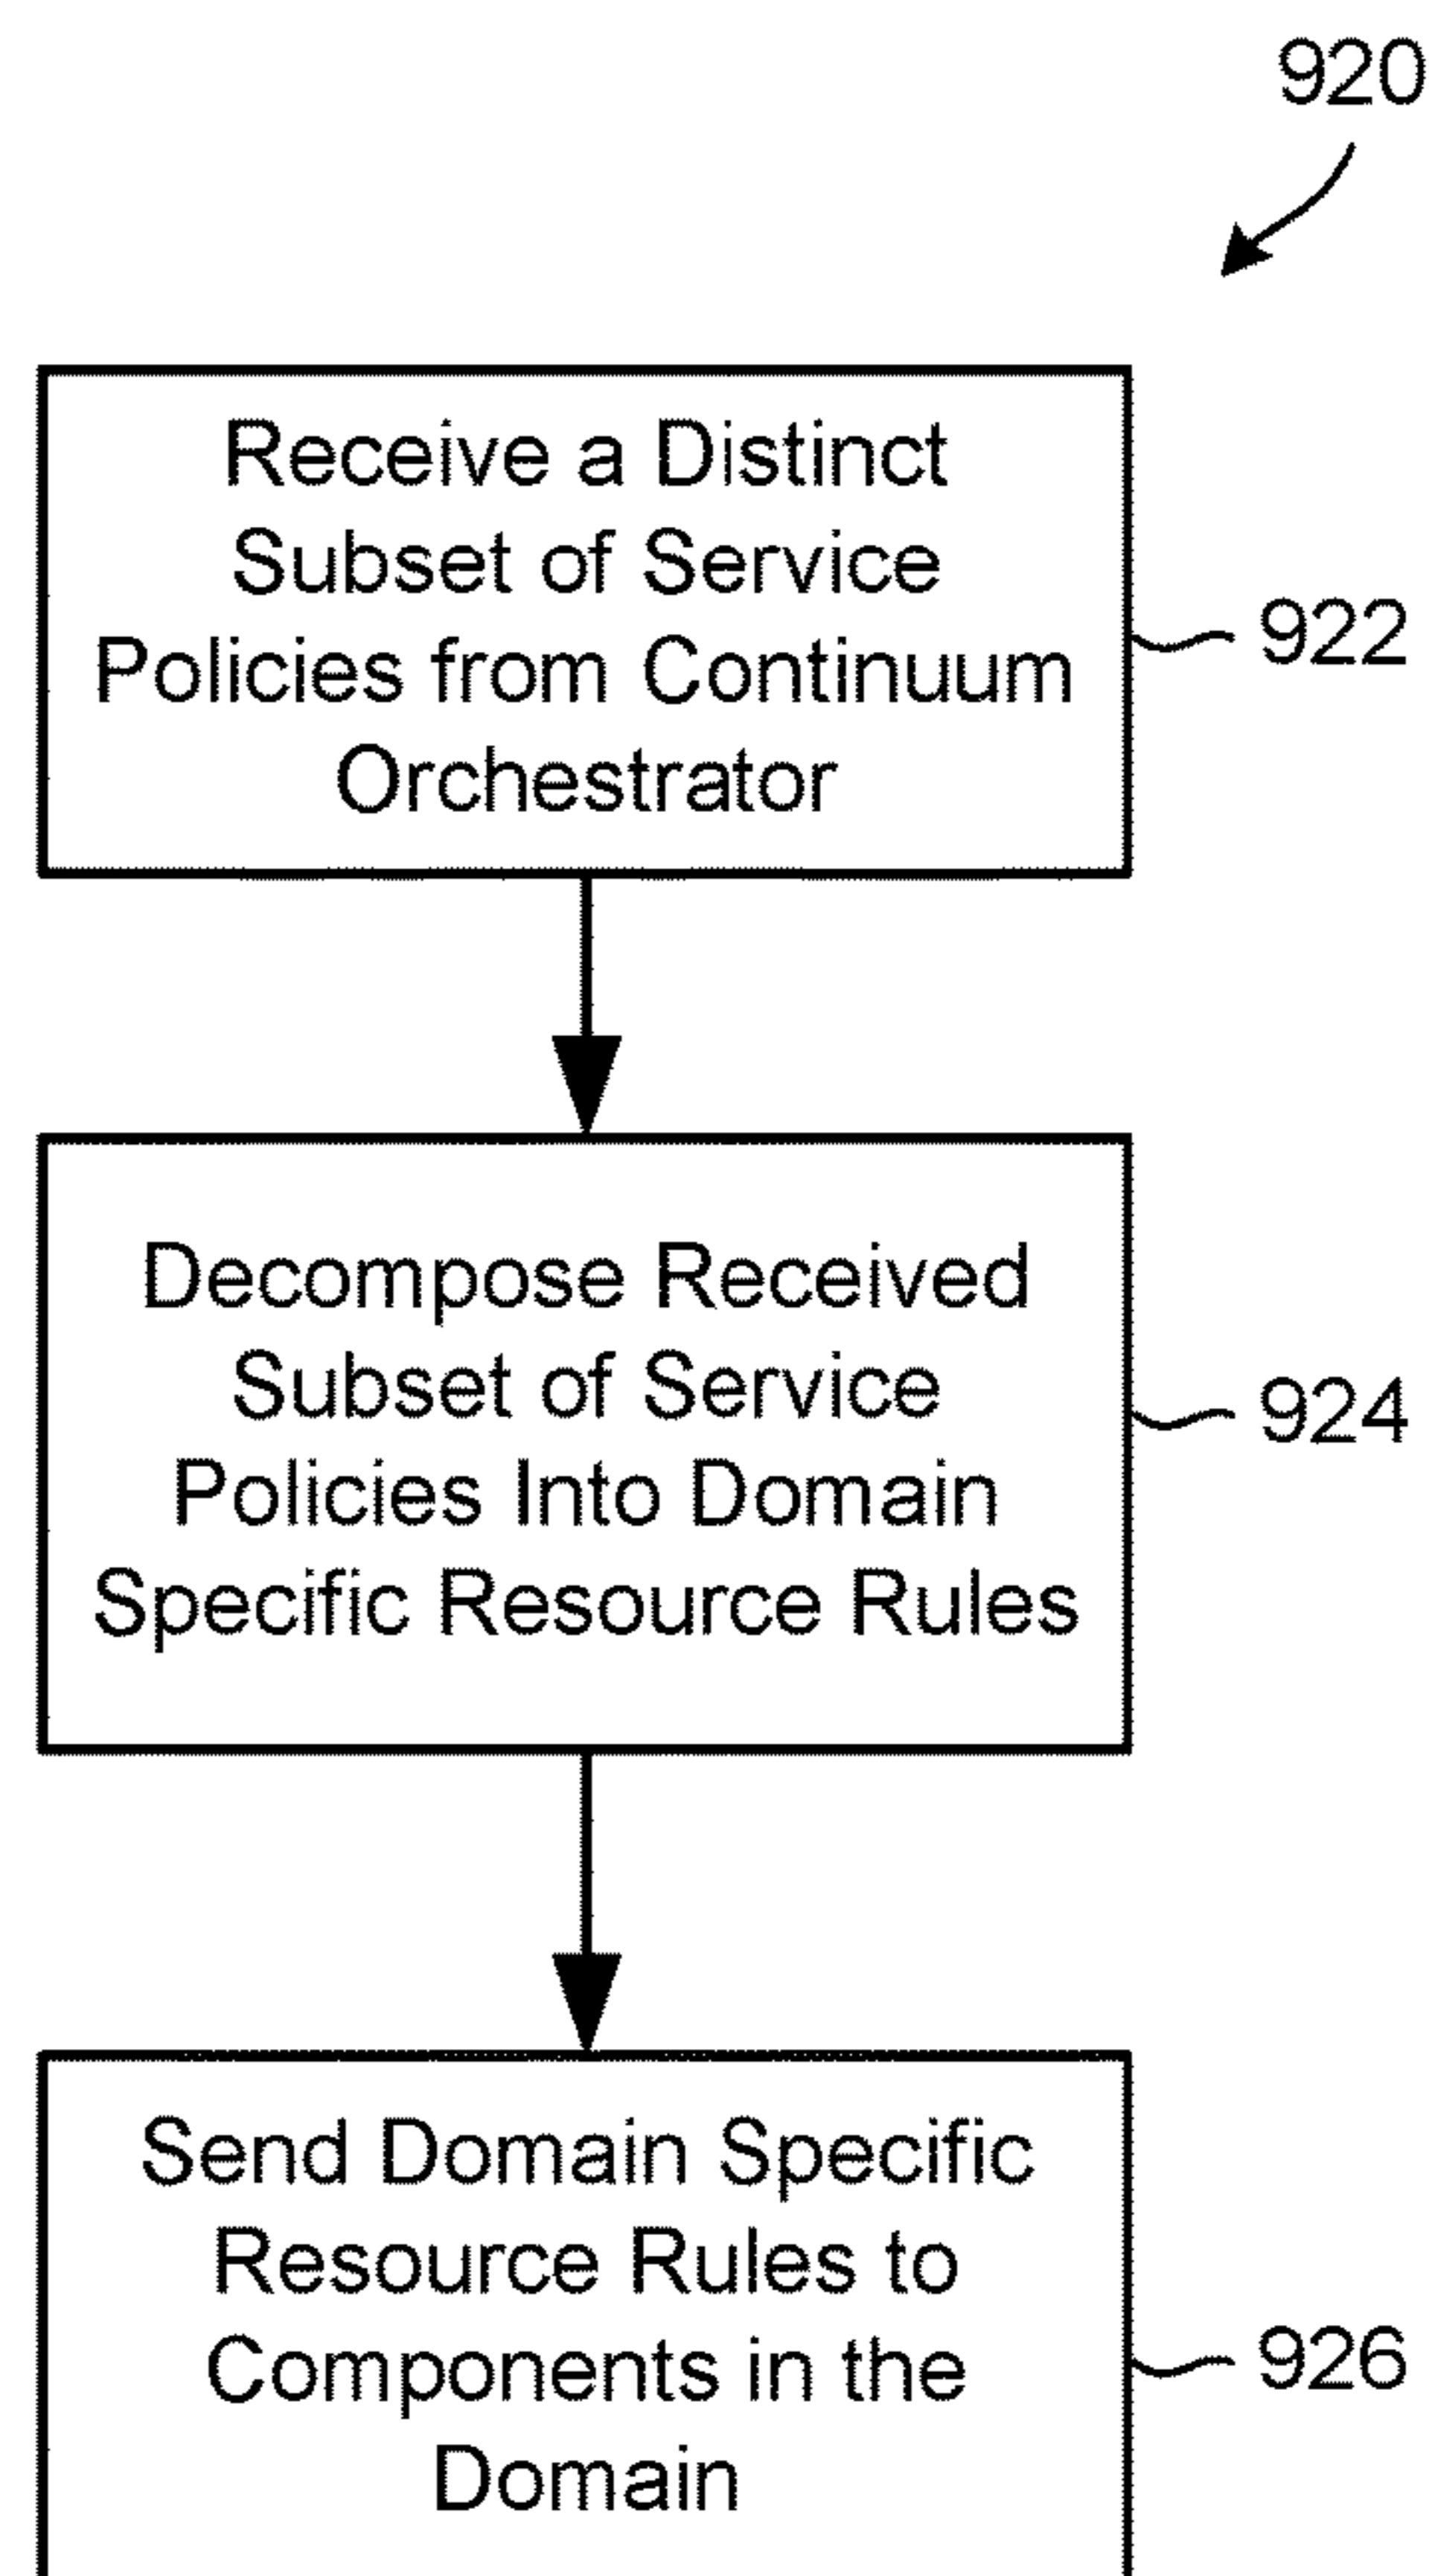 920
Receive a Distinct
Subset of Service
Policies from Continuum
Orchestrator
922
Decompose Received
Subset of Service
Policies Into Domain
Specific Resource Rules
924
Send Domain Specific
Resource Rules to
Components in the
Domain
926